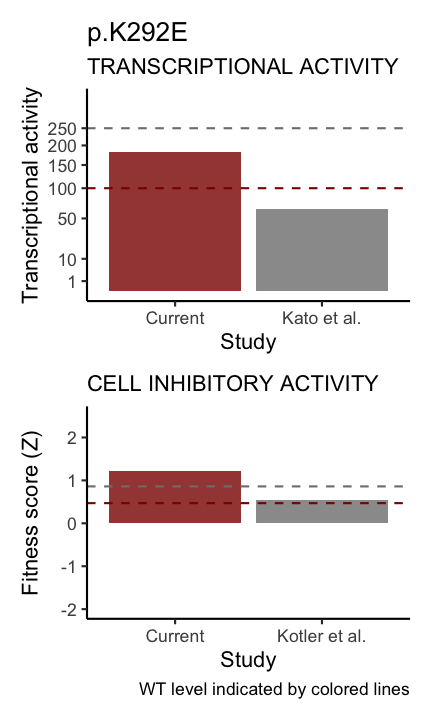 p.K292E
TRANSCRIPTIONAL ACTIVITY
Transcriptional activity
250
200
150
100
50
10
1
Current
Kato et al.
Study
CELL INHIBITORY ACTIVITY
Fitness score (Z)
2
1
0
-1
-2
Current
Kotler et al.
Study
WT level indicated by colored lines